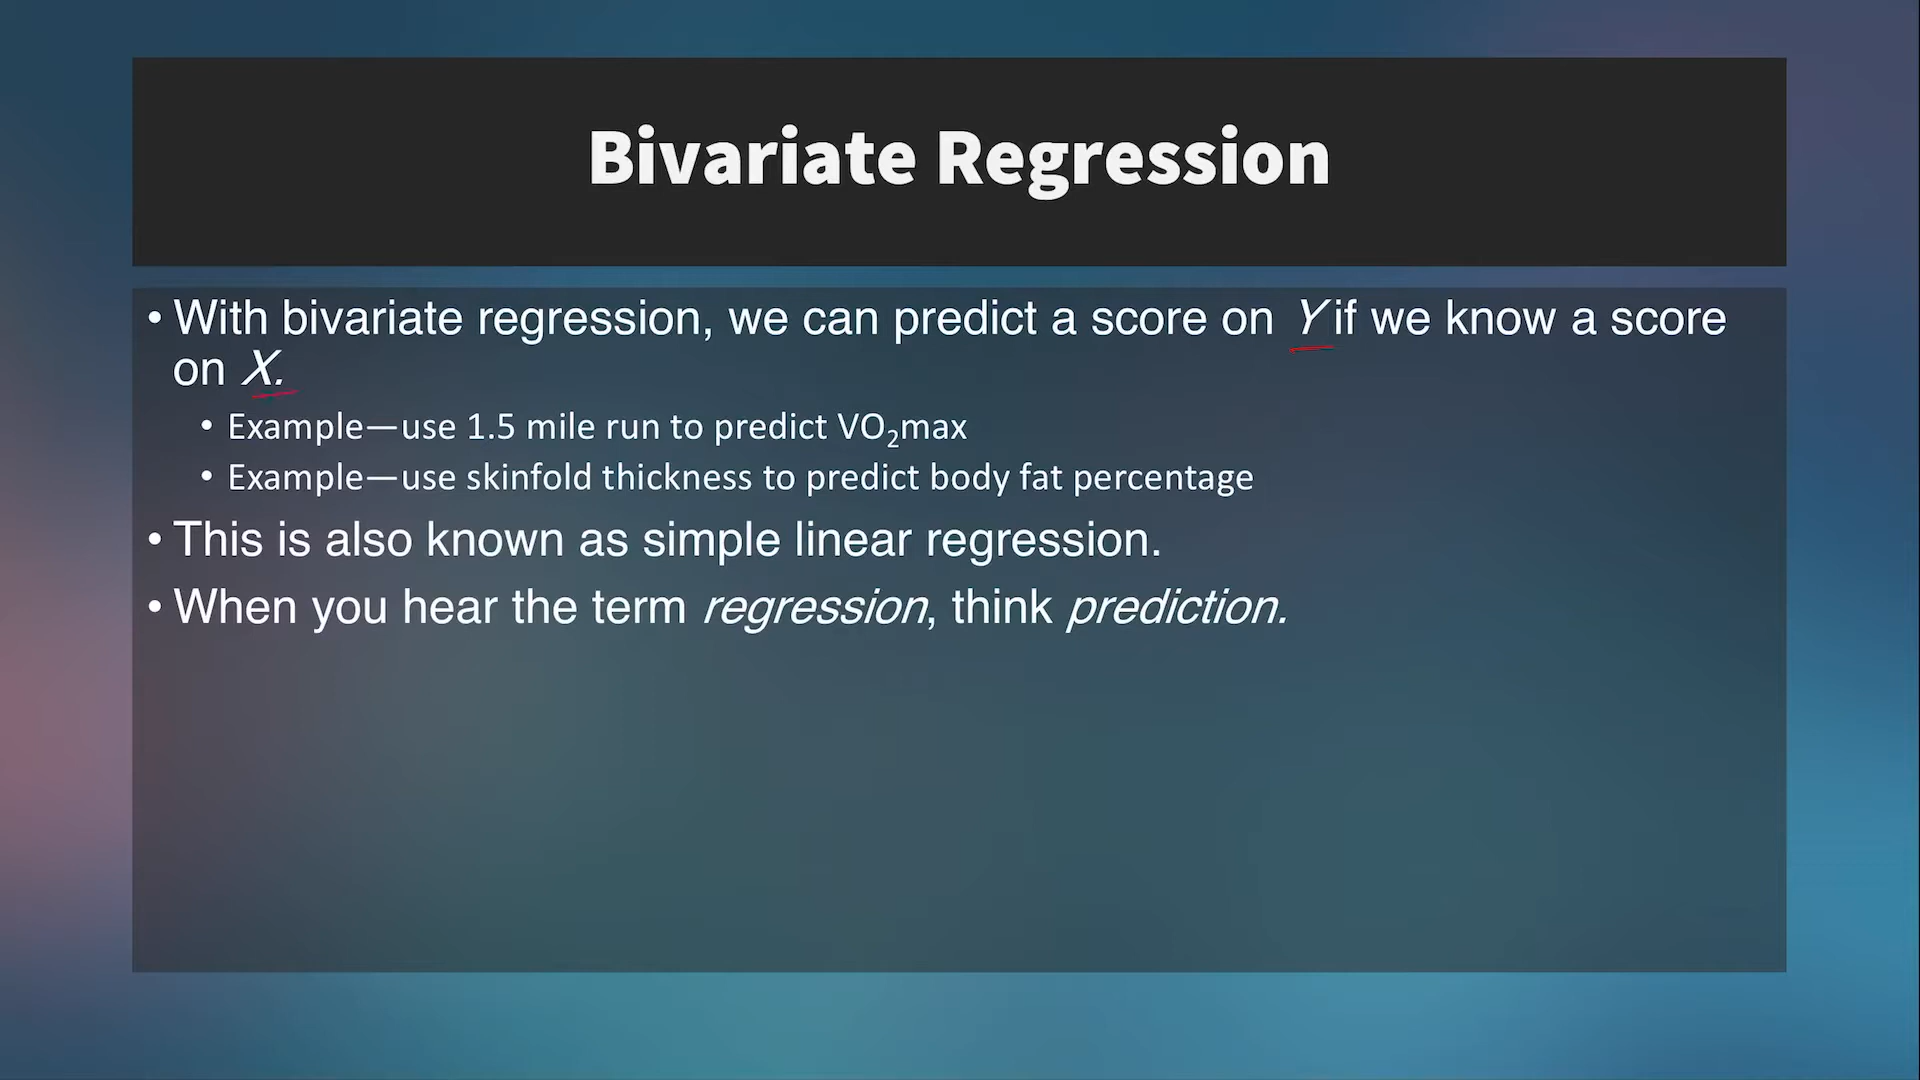 Bivariate Regression
• With bivariate regression, we can predict a score on Y if we know a score
on X.
• Example—use 1.5 mile run to predict VO₂max
• Example—use skinfold thickness to predict body fat percentage
• This is also known as simple linear regression.
• When you hear the term regression, think prediction.